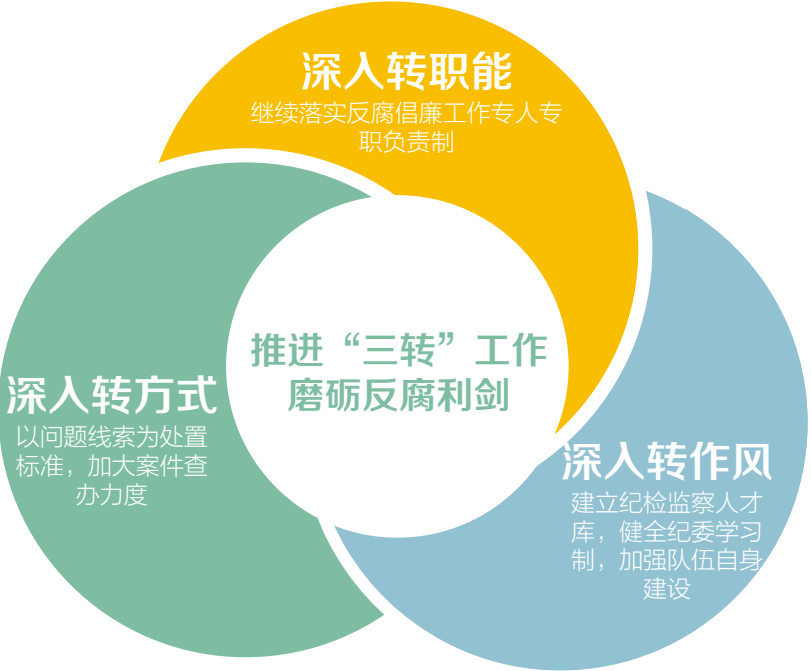 深入转职能
继续落实反腐倡廉工作专人专
职负责制
推进“三转”工作
磨砺反腐利剑
深入转方式
以问题线索为处置
标准，加大案件查
办力度
深入转作风
建立纪检监察人才
库，健全纪委学习
制，加强队伍自身
建设